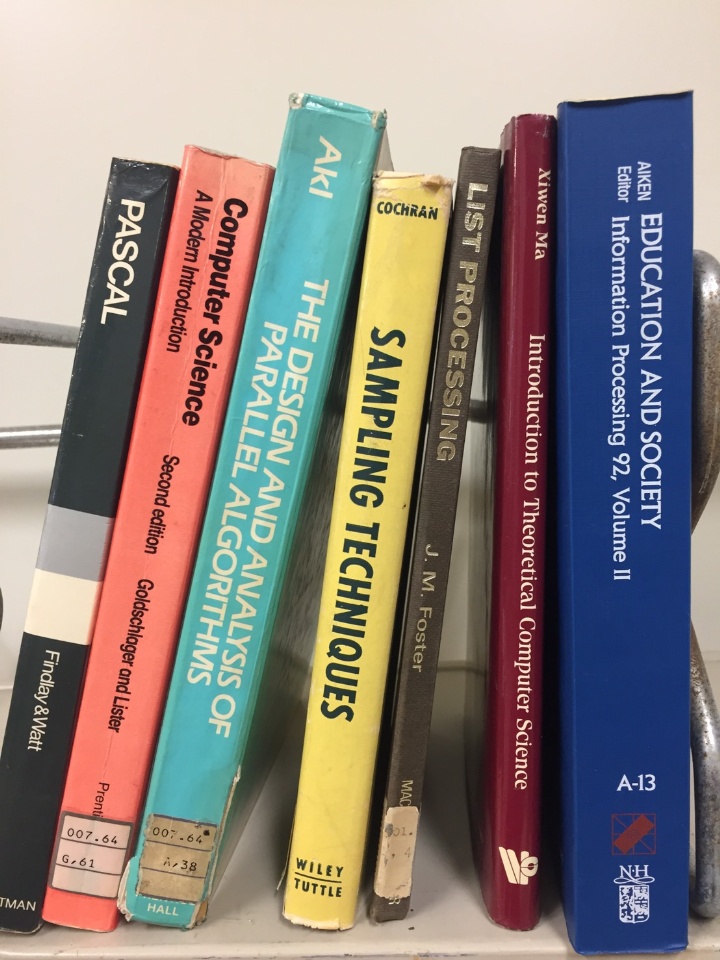 PASCAL
Findlay & Watt
TMAN
Computer Science
A Modern Introduction
Second edition
Goldschlager and Lister
007.64
G,61
Akl
THE DESIGN AND ANALYSIS OF
PARALLEL ALGORITHMS
007.64
A,38
HALL
COCHRAN
SAMPLING TECHNIQUES
WILEY
TUTTLE
LIST PROCESSING
J. M. Foster
Xiwen Ma
Introduction to Theoretical Computer Science
AIKEN
Editor
EDUCATION AND SOCIETY
Information Processing 92, Volume II
A-13
NH